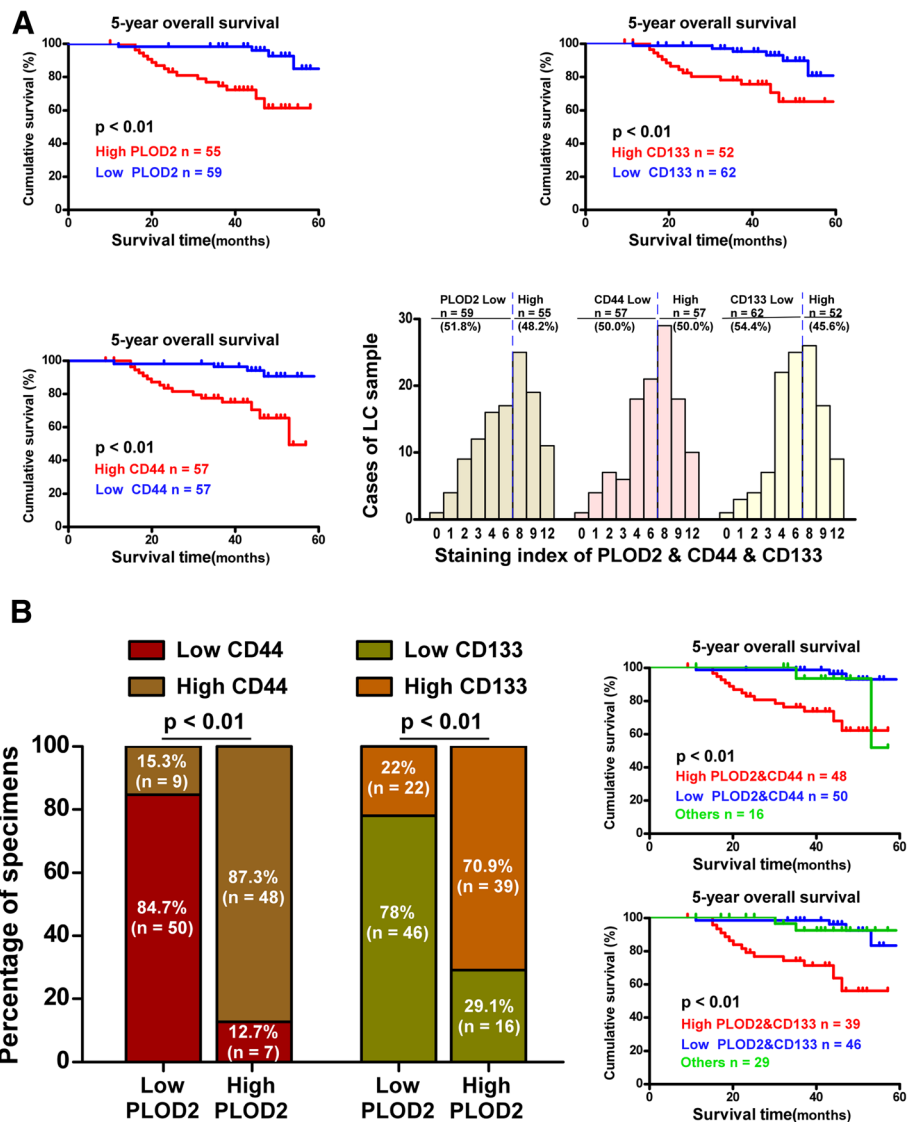 A
5-year overall survival
Cumulative survival (%)
100
80
60
40
20
0
p < 0.01
High PLOD2 n = 55
Low PLOD2 n = 59
0 20 40 60
Survival time(months)
5-year overall survival
Cumulative survival (%)
100
80
60
40
20
0
p < 0.01
High CD133 n = 52
Low CD133 n = 62
0 20 40 60
Survival time(months)
5-year overall survival
Cumulative survival (%)
100
80
60
40
20
0
p < 0.01
High CD44 n = 57
Low CD44 n = 57
0 20 40 60
Survival time(months)
PLOD2 Low High CD44 Low High CD133 Low High
n = 59 n = 55 n = 57 n = 57 n = 62 n = 52
(51.8%) (48.2%) (50.0%) (50.0%) (54.4%) (45.6%)
Cases of LC sample
30
20
10
0
0 1 2 3 4 6 8 9 12 0 1 2 3 4 6 8 9 12 0 1 2 3 4 6 8 9 12
Staining index of PLOD2 & CD44 & CD133
B
Low CD44
High CD44
Low CD133
High CD133
Percentage of specimens
100
80
60
40
20
0
p < 0.01
p < 0.01
15.3%
(n = 9)
84.7%
(n = 50)
87.3%
(n = 48)
12.7%
(n = 7)
22%
(n = 22)
78%
(n = 46)
70.9%
(n = 39)
29.1%
(n = 16)
Low
PLOD2
High
PLOD2
Low
PLOD2
High
PLOD2
5-year overall survival
Cumulative survival (%)
100
80
60
40
20
0
p < 0.01
High PLOD2&CD44 n = 48
Low PLOD2&CD44 n = 50
Others n = 16
0 20 40 60
Survival time(months)
5-year overall survival
Cumulative survival (%)
100
80
60
40
20
0
p < 0.01
High PLOD2&CD133 n = 39
Low PLOD2&CD133 n = 46
Others n = 29
0 20 40 60
Survival time(months)